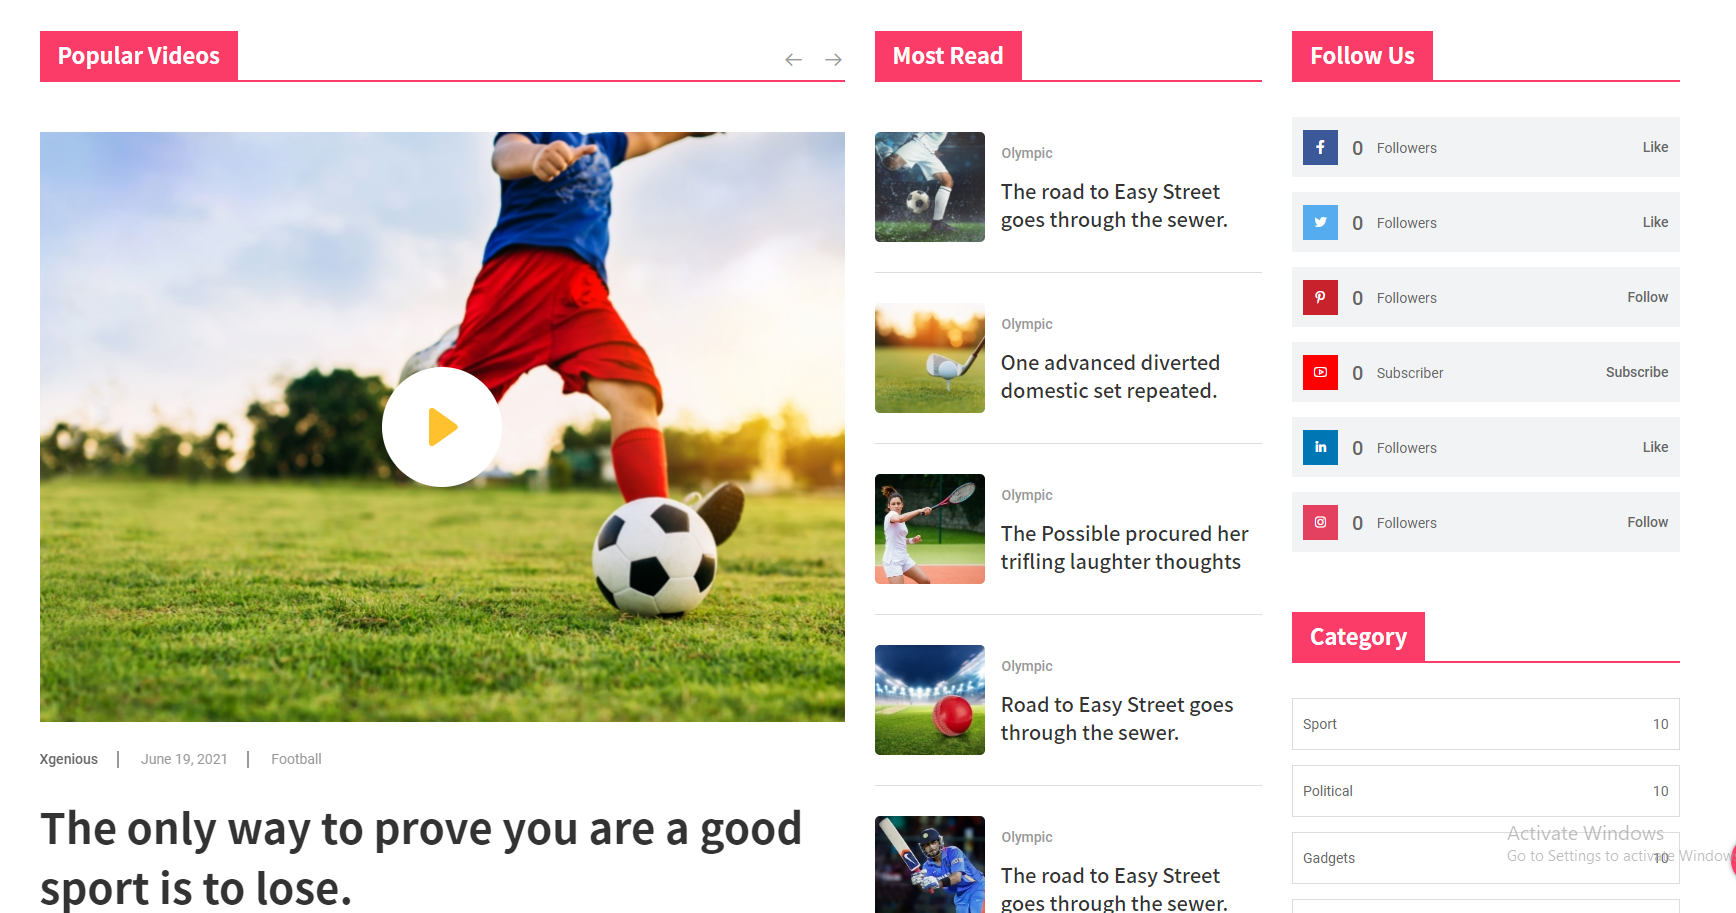 Popular Videos
Xgenious
June 19, 2021
Football
The only way to prove you are a good
sport is to lose.
Most Read
Olympic
The road to Easy Street
goes through the sewer.
Olympic
One advanced diverted
domestic set repeated.
Olympic
The Possible procured her
trifling laughter thoughts
Olympic
Road to Easy Street goes
through the sewer.
Olympic
The road to Easy Street
goes through the sewer.
Follow Us
0 Followers Like
0 Followers Like
0 Followers Follow
0 Subscriber Subscribe
in 0 Followers Like
0 Followers Follow
Category
Sport 10
Political 10
Gadgets 10
Activate Windows
Go to Settings to activate Window